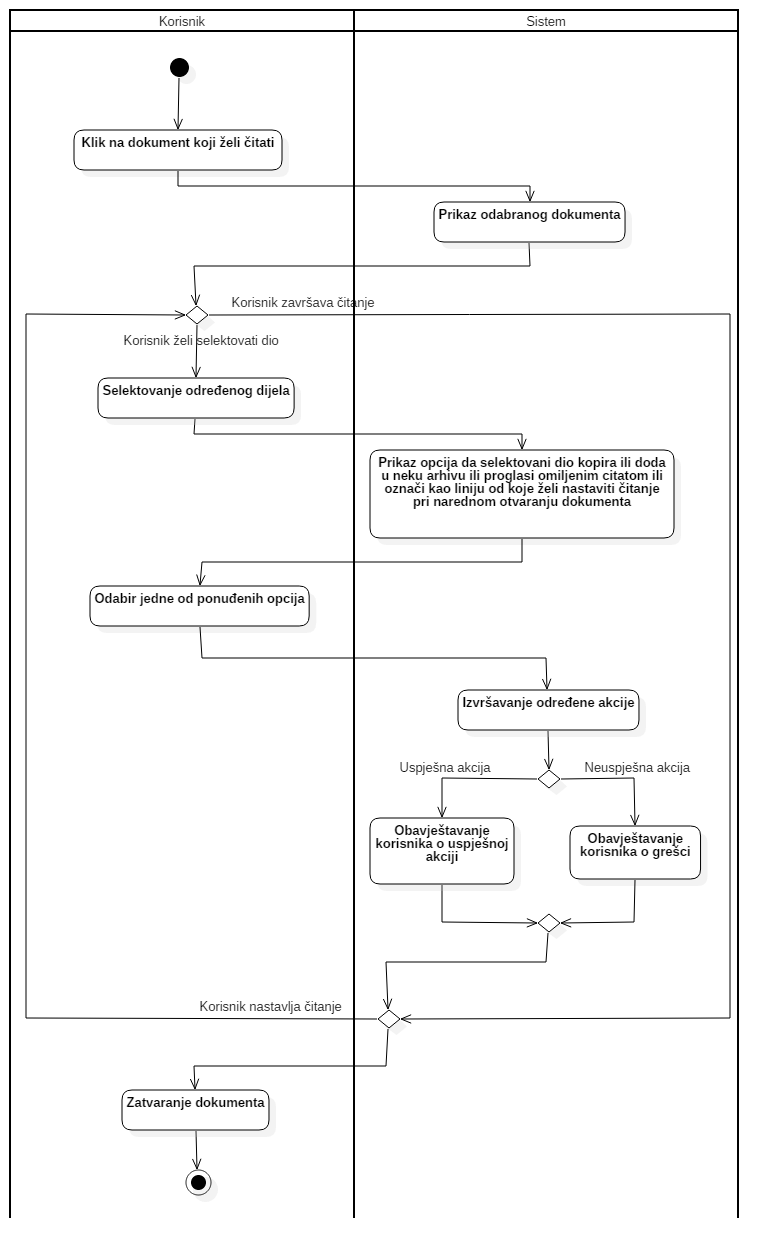 Korisnik
Sistem
Klik na dokument koji želi čitati
Prikaz odabranog dokumenta
Korisnik završava čitanje
Korisnik želi selektovati dio
Selektovanje određenog dijela
Prikaz opcija da selektovani dio kopira ili doda
u neku arhivu ili proglasi omiljenim citatom ili
označi kao liniju od koje želi nastaviti čitanje
pri narednom otvaranju dokumenta
Odabir jedne od ponuđenih opcija
Izvršavanje određene akcije
Uspješna akcija
Neuspješna akcija
Obavještavanje
korisnika o uspješnoj
akciji
Obavještavanje
korisnika o grešci
Korisnik nastavlja čitanje
Zatvaranje dokumenta